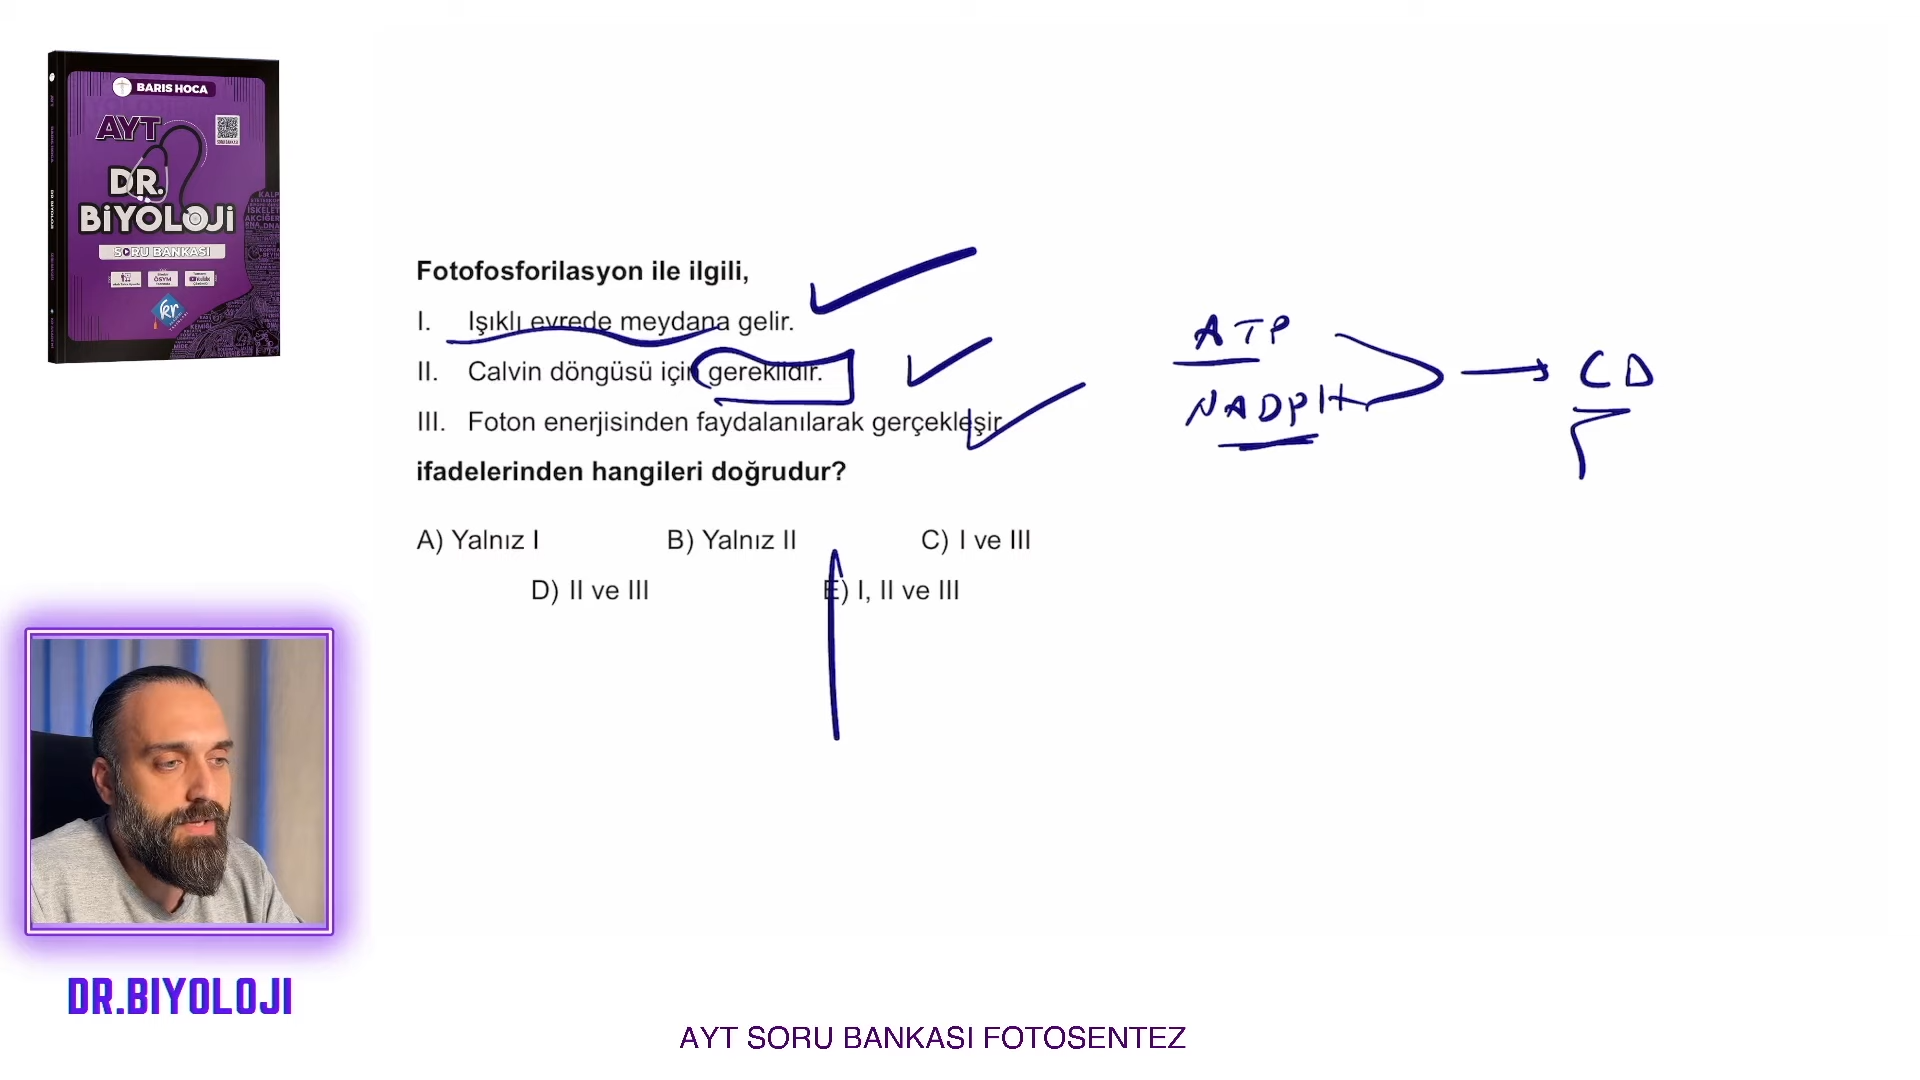 BARIS HOCA
AYT
DR.
BİYOLOJİ
SORU BANKASI
ÖSYM
Fotofosforilasyon ile ilgili,
I. Işıklı evrede meydana gelir.
II. Calvin döngüsü için gereklidir.
III. Foton enerjisinden faydalanılarak gerçekleşir
ifadelerinden hangileri doğrudur?
A) Yalnız I B) Yalnız II C) I ve III
D) II ve III E) I, II ve III
ATP
NADPH
CD
DR.BIYOLOJI
AYT SORU BANKASI FOTOSENTEZ